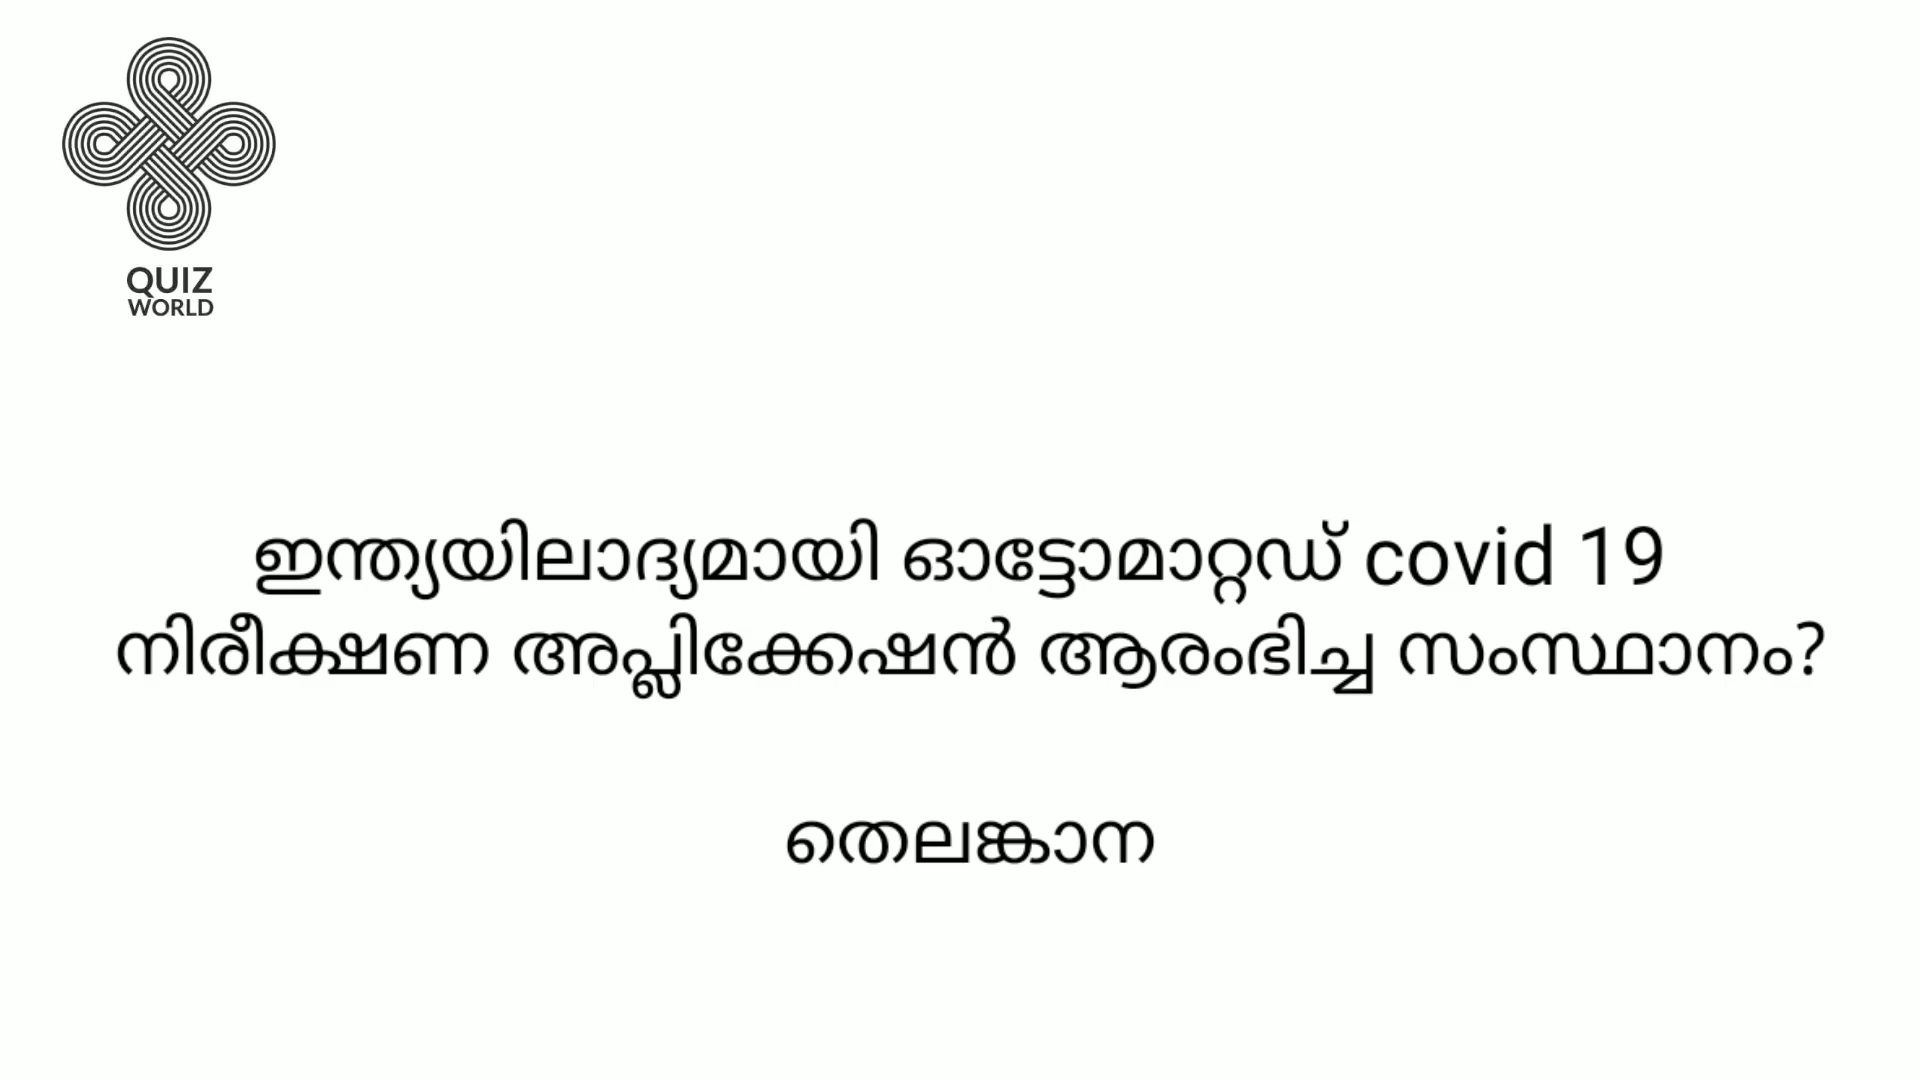 QUIZ
WORLD
ഇന്ത്യയിലാദ്യമായി ഓട്ടോമാറ്റഡ് covid 19
നിരീക്ഷണ അപ്ലിക്കേഷൻ ആരംഭിച്ച സംസ്ഥാനം?
തെലങ്കാന